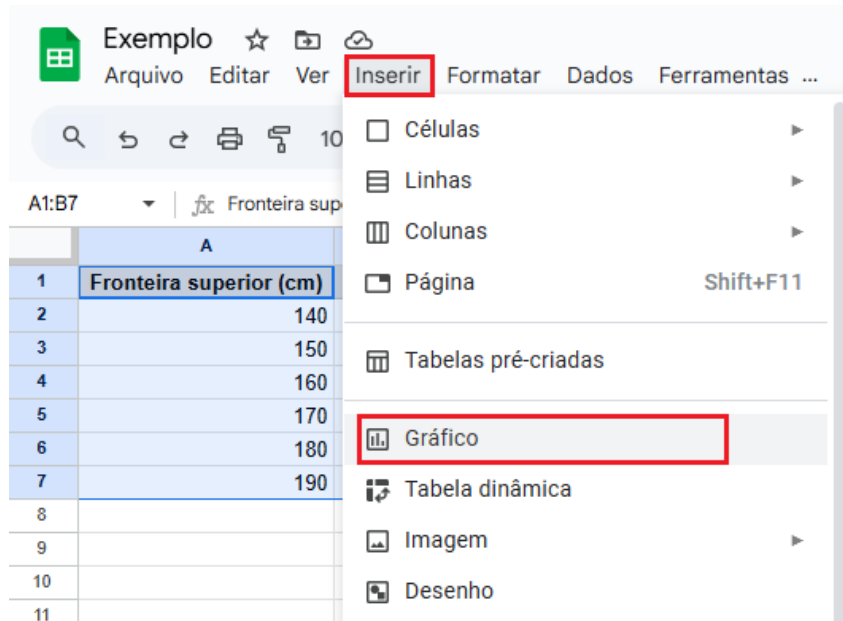 Exemplo
Arquivo Editar Ver Inserir Formatar Dados Ferramentas ...
10
A1:B7 fx Fronteira sup
A
1 Fronteira superior (cm)
2 140
3 150
4 160
5 170
6 180
7 190
8
9
10
11
Células
Linhas
Colunas
Página Shift+F11
Tabelas pré-criadas
Gráfico
Tabela dinâmica
Imagem
Desenho